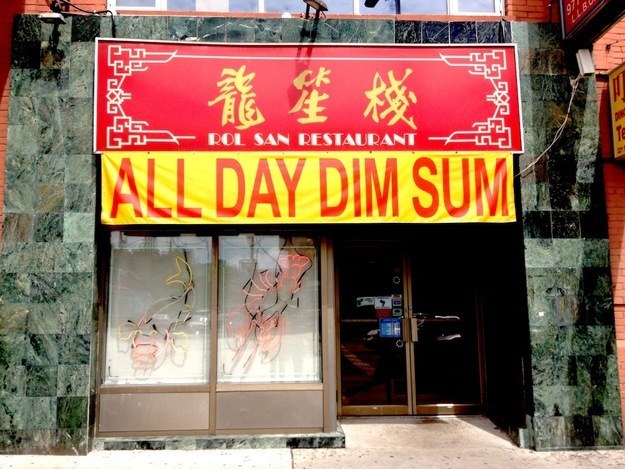 龍笙棧
ROL SAN RESTAURANT
ALL DAY DIM SUM